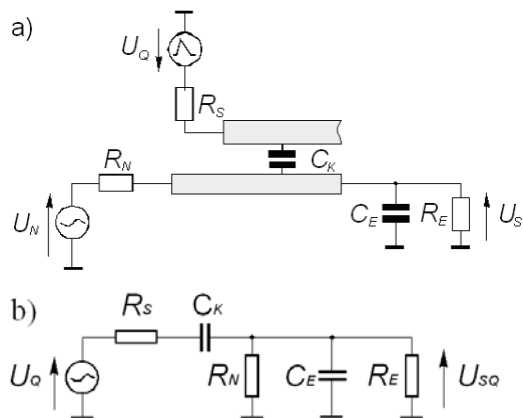 a)
U_Q
R_S
C_K
R_N
U_N
C_E
R_E
U_S
b)
R_S
C_K
U_Q
R_N
C_E
R_E
U_SQ